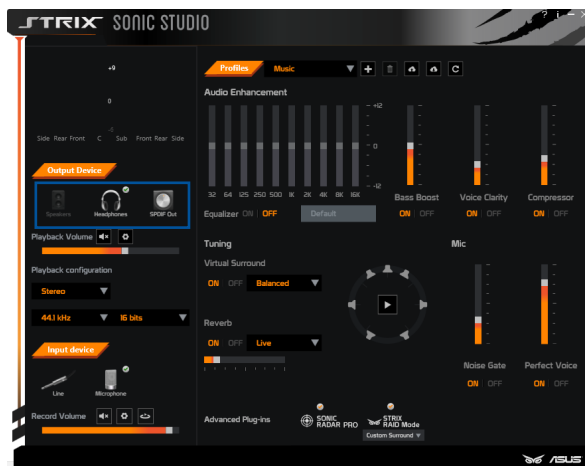 STRIX SONIC STUDIO
? i − ×
+9
0
-6
Side Rear Front C Sub Front Rear Side
Output Device
Speakers Headphones SPDIF Out
Playback Volume
Playback configuration
Stereo
44.1 kHz 16 bits
Input device
Line Microphone
Record Volume
Profiles Music
Audio Enhancement
+12
0
-12
32 64 125 250 500 1K 2K 4K 8K 16K
Equalizer ON OFF Default
Bass Boost Voice Clarity Compressor
ON OFF ON OFF ON OFF
Tuning
Virtual Surround
ON OFF Balanced
Reverb
ON OFF Live
Mic
Noise Gate Perfect Voice
ON OFF ON OFF
Advanced Plug-ins
SONIC
RADAR PRO
STRIX
RAID Mode
Custom Surround
ASUS